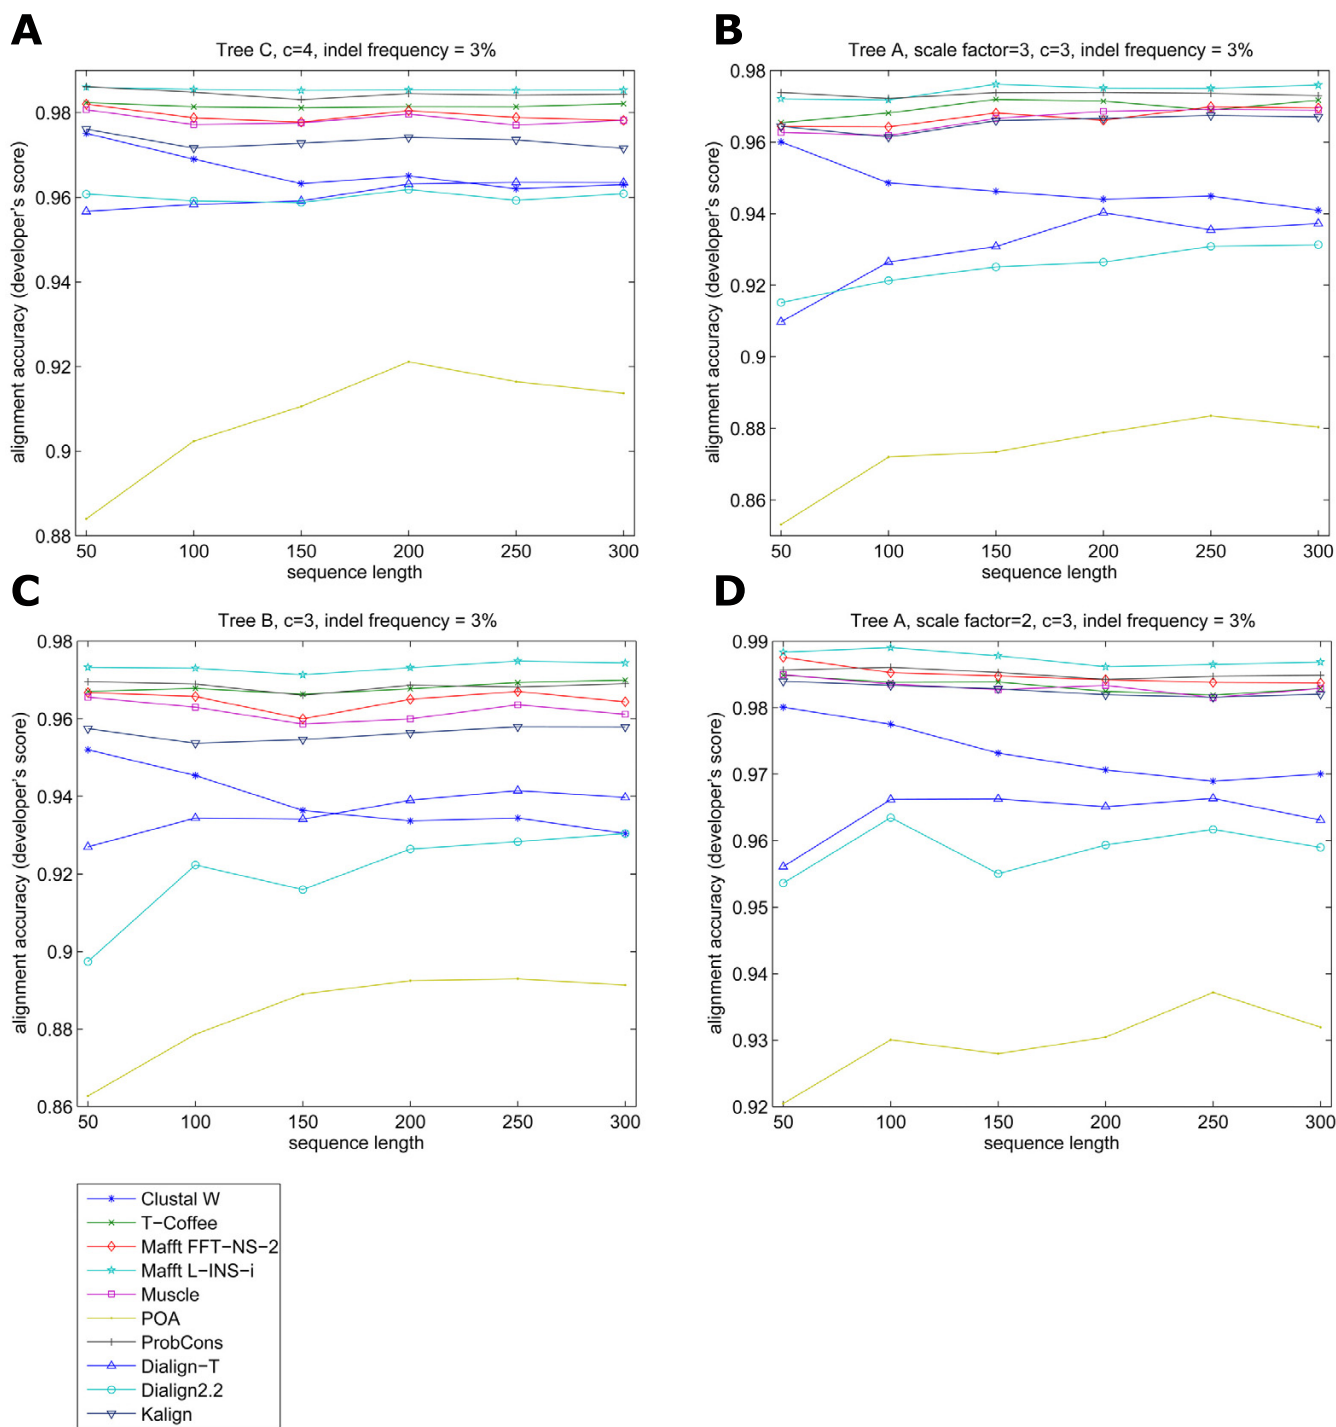 A
Tree C, c=4, indel frequency = 3%
alignment accuracy (developer's score)
0.98
0.96
0.94
0.92
0.9
0.88
50 100 150 200 250 300
sequence length
B
Tree A, scale factor=3, c=3, indel frequency = 3%
alignment accuracy (developer's score)
0.98
0.96
0.94
0.92
0.9
0.88
0.86
50 100 150 200 250 300
sequence length
C
Tree B, c=3, indel frequency = 3%
alignment accuracy (developer's score)
0.98
0.96
0.94
0.92
0.9
0.88
0.86
50 100 150 200 250 300
sequence length
D
Tree A, scale factor=2, c=3, indel frequency = 3%
alignment accuracy (developer's score)
0.99
0.98
0.97
0.96
0.95
0.94
0.93
0.92
50 100 150 200 250 300
sequence length
Clustal W
T−Coffee
Mafft FFT−NS−2
Mafft L−INS−i
Muscle
POA
ProbCons
Dialign−T
Dialign2.2
Kalign